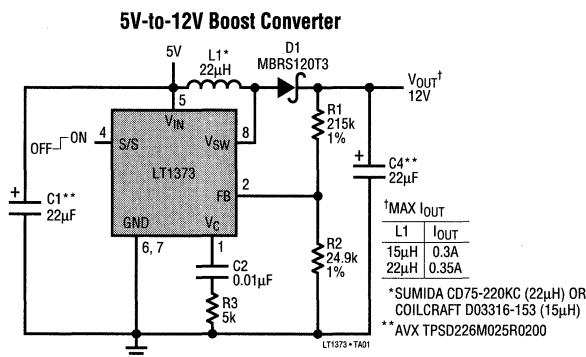 5V-to-12V Boost Converter
5V
L1*
22µH
D1
MBRS120T3
VOUT†
12V
5
VIN
OFF
ON
4
S/S
VSW
8
R1
215k
1%
LT1373
2
FB
+
C4**
22µF
+
C1**
22µF
GND
VC
6, 7
1
C2
0.01µF
R3
5k
R2
24.9k
1%
†MAX IOUT
L1 IOUT
15µH 0.3A
22µH 0.35A
*SUMIDA CD75-220KC (22µH) OR
COILCRAFT D03316-153 (15µH)
**AVX TPSD226M025R0200
LT1373 • TA01